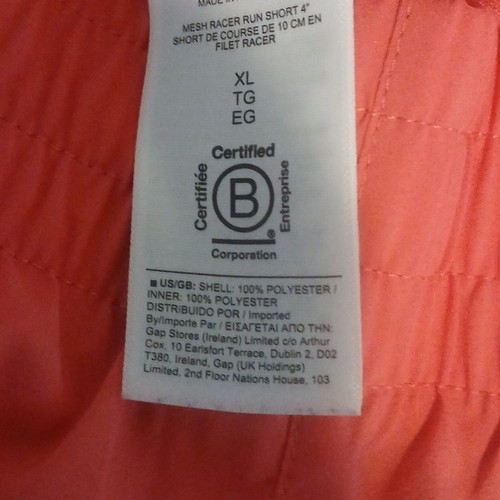 MADE IN
MESH RACER RUN SHORT 4"
SHORT DE COURSE DE 10 CM EN
FILET RACER
XL
TG
EG
Certified
Certifiée
B
Entreprise
®
Corporation
■ US/GB: SHELL: 100% POLYESTER /
INNER: 100% POLYESTER
DISTRIBUIDO POR / Imported
By/Importe Par / ΕΙΣΑΓΕΤΑΙ ΑΠΟ ΤΗΝ:
Gap Stores (Ireland) Limited c/o Arthur
Cox, 10 Earlsfort Terrace, Dublin 2, D02
T380, Ireland, Gap (UK Holdings)
Limited, 2nd Floor Nations House, 103